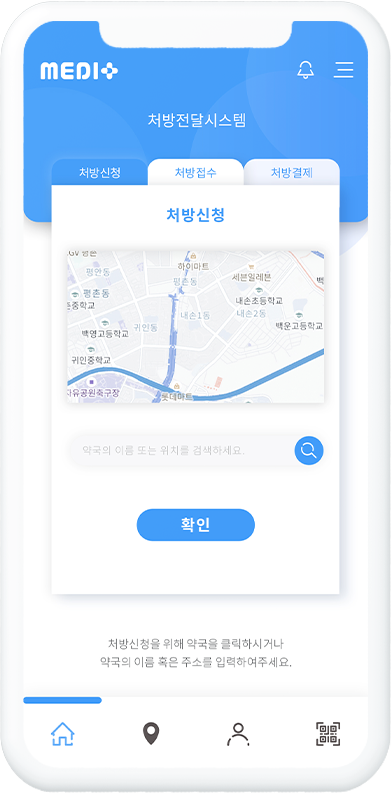 MEDI
처방전달시스템
처방신청
처방접수
처방결제
처방신청
하이마트
평안동
평촌동
세븐일레븐
평촌동
내손초등학교
중학교
내손1동
내손2동
백영고등학교
귀인동
백운고등학교
귀인중학교
자유공원축구장
롯데마트
약국의 이름 또는 위치를 검색하세요.
확인
처방신청을 위해 약국을 클릭하시거나
약국의 이름 혹은 주소를 입력하여주세요.